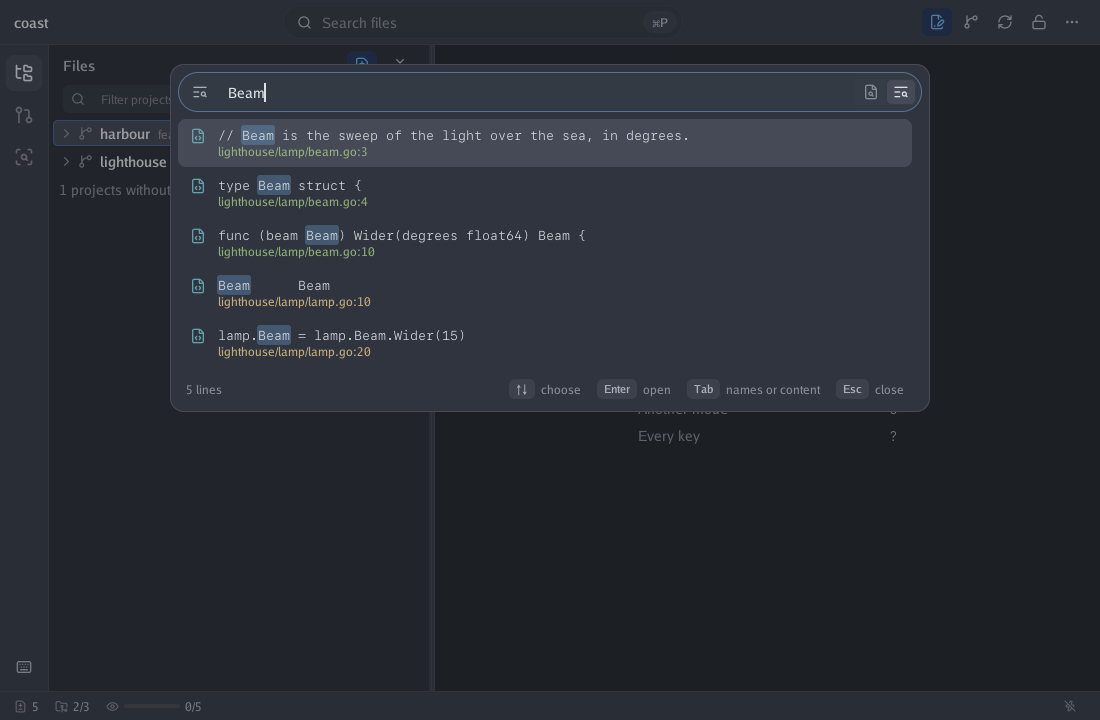 coast
Search files
⌘P
Files
Filter projects
Beam
harbour
lighthouse
1 projects without
// Beam is the sweep of the light over the sea, in degrees.
lighthouse/lamp/beam.go:3
type Beam struct {
lighthouse/lamp/beam.go:4
func (beam Beam) Wider(degrees float64) Beam {
lighthouse/lamp/beam.go:10
Beam      Beam
lighthouse/lamp/lamp.go:10
lamp.Beam = lamp.Beam.Wider(15)
lighthouse/lamp/lamp.go:20
5 lines
↑↓ choose Enter open Tab names or content Esc close
Every key ?
5 2/3 0/5